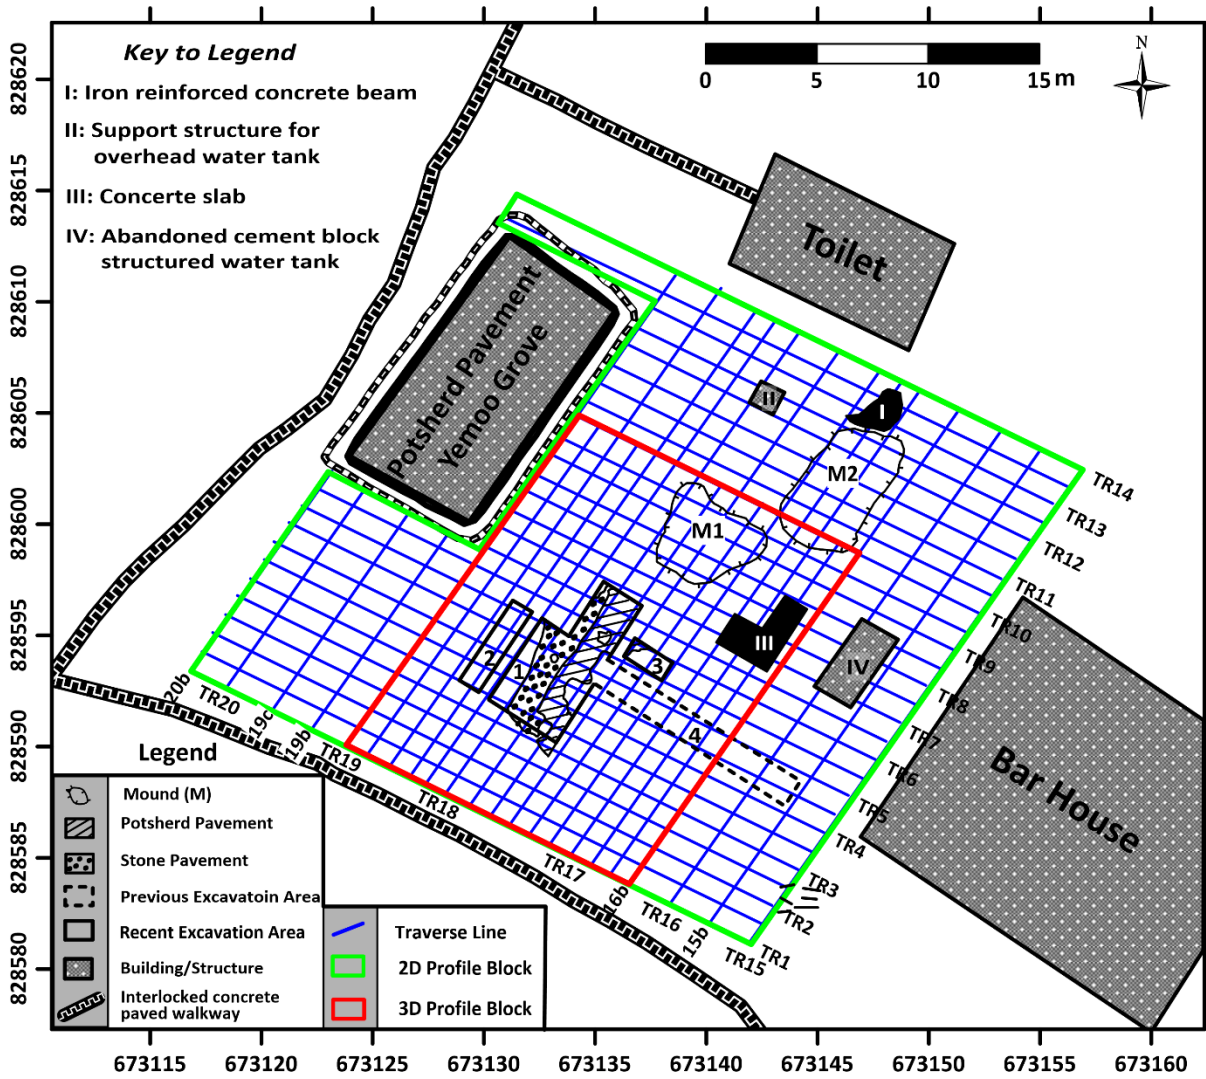 Key to Legend
I: Iron reinforced concrete beam
II: Support structure for
overhead water tank
III: Concerte slab
IV: Abandoned cement block
structured water tank
0 5 10 15 m
N
828620
828615
828610
828605
828600
828595
828590
828585
828580
Toilet
Potsherd Pavement
Yemoo Grove
II
I
M2
M1
III
IV
2
1
3
4
Bar House
TR14
TR13
TR12
TR11
TR10
TR9
TR8
TR7
TR6
TR5
TR4
TR3
TR2
TR1
20b
TR20
19c
19b
TR19
TR18
TR17
16b
TR16
15b
TR15
Legend
Mound (M)
Potsherd Pavement
Stone Pavement
Previous Excavatoin Area
Recent Excavation Area
Building/Structure
Interlocked concrete
paved walkway
Traverse Line
2D Profile Block
3D Profile Block
673115 673120 673125 673130 673135 673140 673145 673150 673155 673160